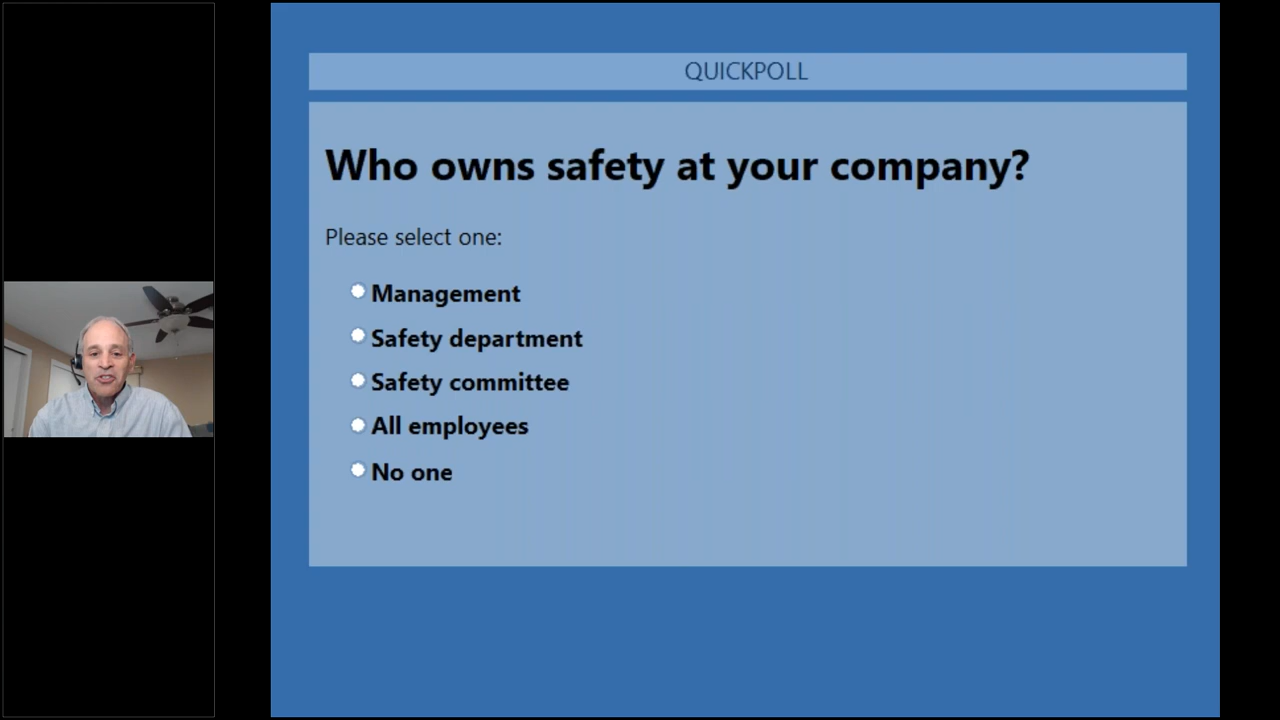 QUICKPOLL
Who owns safety at your company?
Please select one:
Management
Safety department
Safety committee
All employees
No one